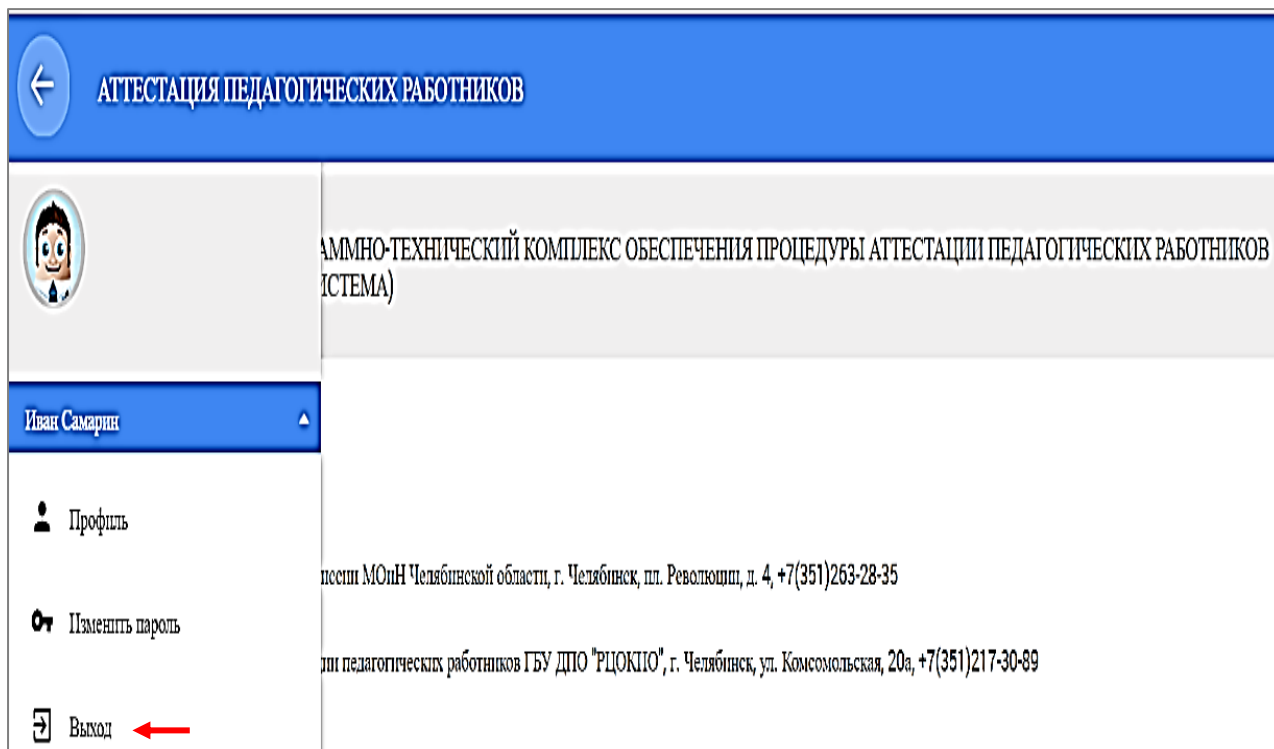 АТТЕСТАЦИЯ ПЕДАГОГИЧЕСКИХ РАБОТНИКОВ
АММНО-ТЕХНИЧЕСКИЙ КОМПЛЕКС ОБЕСПЕЧЕНИЯ ПРОЦЕДУРЫ АТТЕСТАЦИИ ПЕДАГОГИЧЕСКИХ РАБОТНИКОВ
ИСТЕМА)
Иван Самарин
Профиль
иссии МОиН Челябинской области, г. Челябинск, пл. Революции, д. 4, +7(351)263-28-35
Изменить пароль
ии педагогических работников ГБУ ДПО "РЦОКИО", г. Челябинск, ул. Комсомольская, 20а, +7(351)217-30-89
Выход